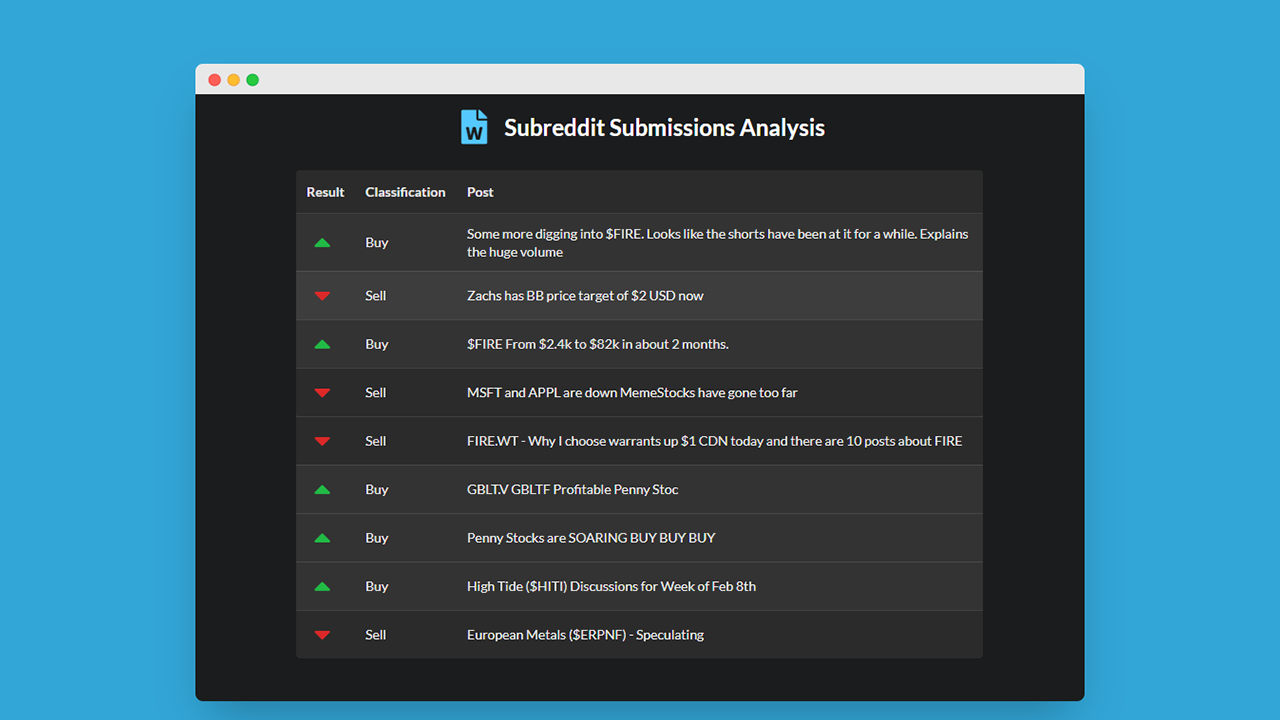 W Subreddit Submissions Analysis
Result Classification Post
Buy Some more digging into $FIRE. Looks like the shorts have been at it for a while. Explains
the huge volume
Sell Zachs has BB price target of $2 USD now
Buy $FIRE From $2.4k to $82k in about 2 months.
Sell MSFT and APPL are down MemeStocks have gone too far
Sell FIRE.WT - Why I choose warrants up $1 CDN today and there are 10 posts about FIRE
Buy GBLT.V GBLTF Profitable Penny Stoc
Buy Penny Stocks are SOARING BUY BUY BUY
Buy High Tide ($HITI) Discussions for Week of Feb 8th
Sell European Metals ($ERPNF) - Speculating